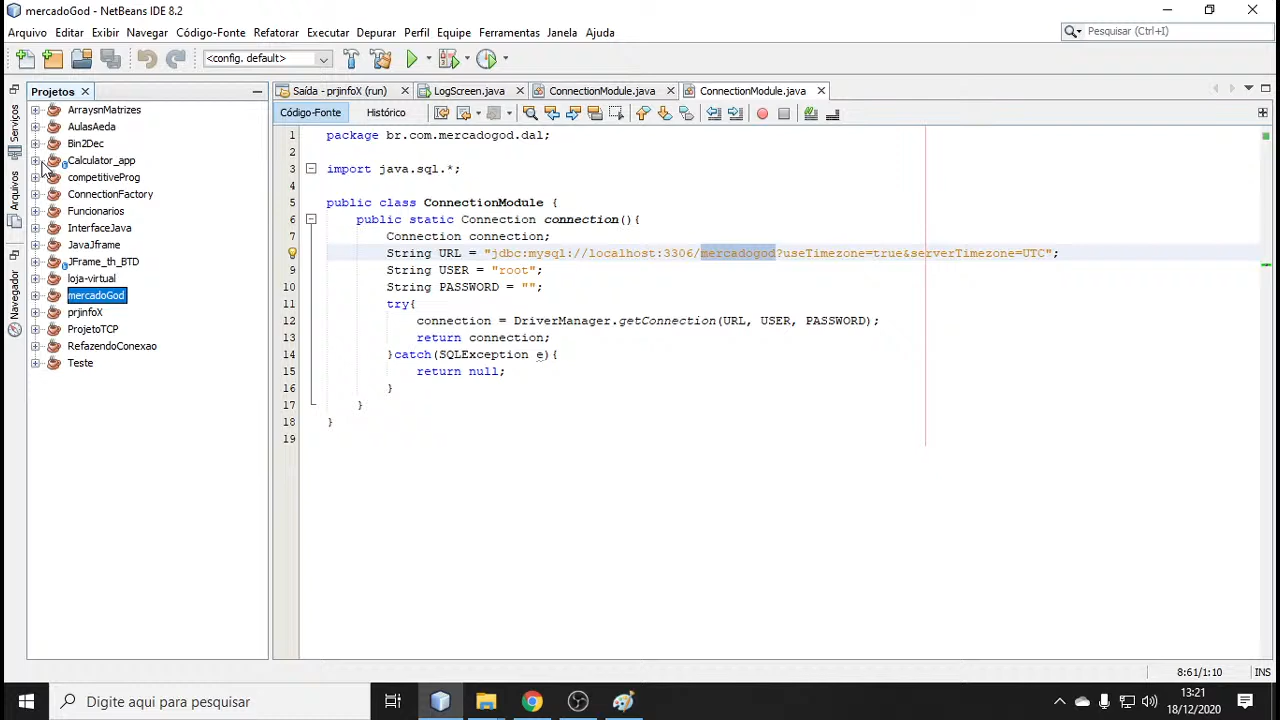 mercadoGod - NetBeans IDE 8.2
Arquivo Editar Exibir Navegar Código-Fonte Refatorar Executar Depurar Perfil Equipe Ferramentas Janela Ajuda
Pesquisar (Ctrl+I)
<config. default>
Projetos
Saída - prjinfoX (run)
LogScreen.java
ConnectionModule.java
ConnectionModule.java
Código-Fonte
Histórico
Serviços
Arquivos
Navegador
ArraysnMatrizes
AulasAeda
Bin2Dec
Calculator_app
competitiveProg
ConnectionFactory
Funcionarios
InterfaceJava
JavaJframe
JFrame_th_BTD
loja-virtual
mercadoGod
prjinfoX
ProjetoTCP
RefazendoConexao
Teste
1 package br.com.mercadogod.dal;
2
3 import java.sql.*;
4
5 public class ConnectionModule {
6 public static Connection connection(){
7 Connection connection;
8 String URL = "jdbc:mysql://localhost:3306/mercadogod?useTimezone=true&serverTimezone=UTC";
9 String USER = "root";
10 String PASSWORD = "";
11 try{
12 connection = DriverManager.getConnection(URL, USER, PASSWORD);
13 return connection;
14 }catch(SQLException e){
15 return null;
16 }
17 }
18 }
19
8:61/1:10 INS
Digite aqui para pesquisar
13:21
18/12/2020